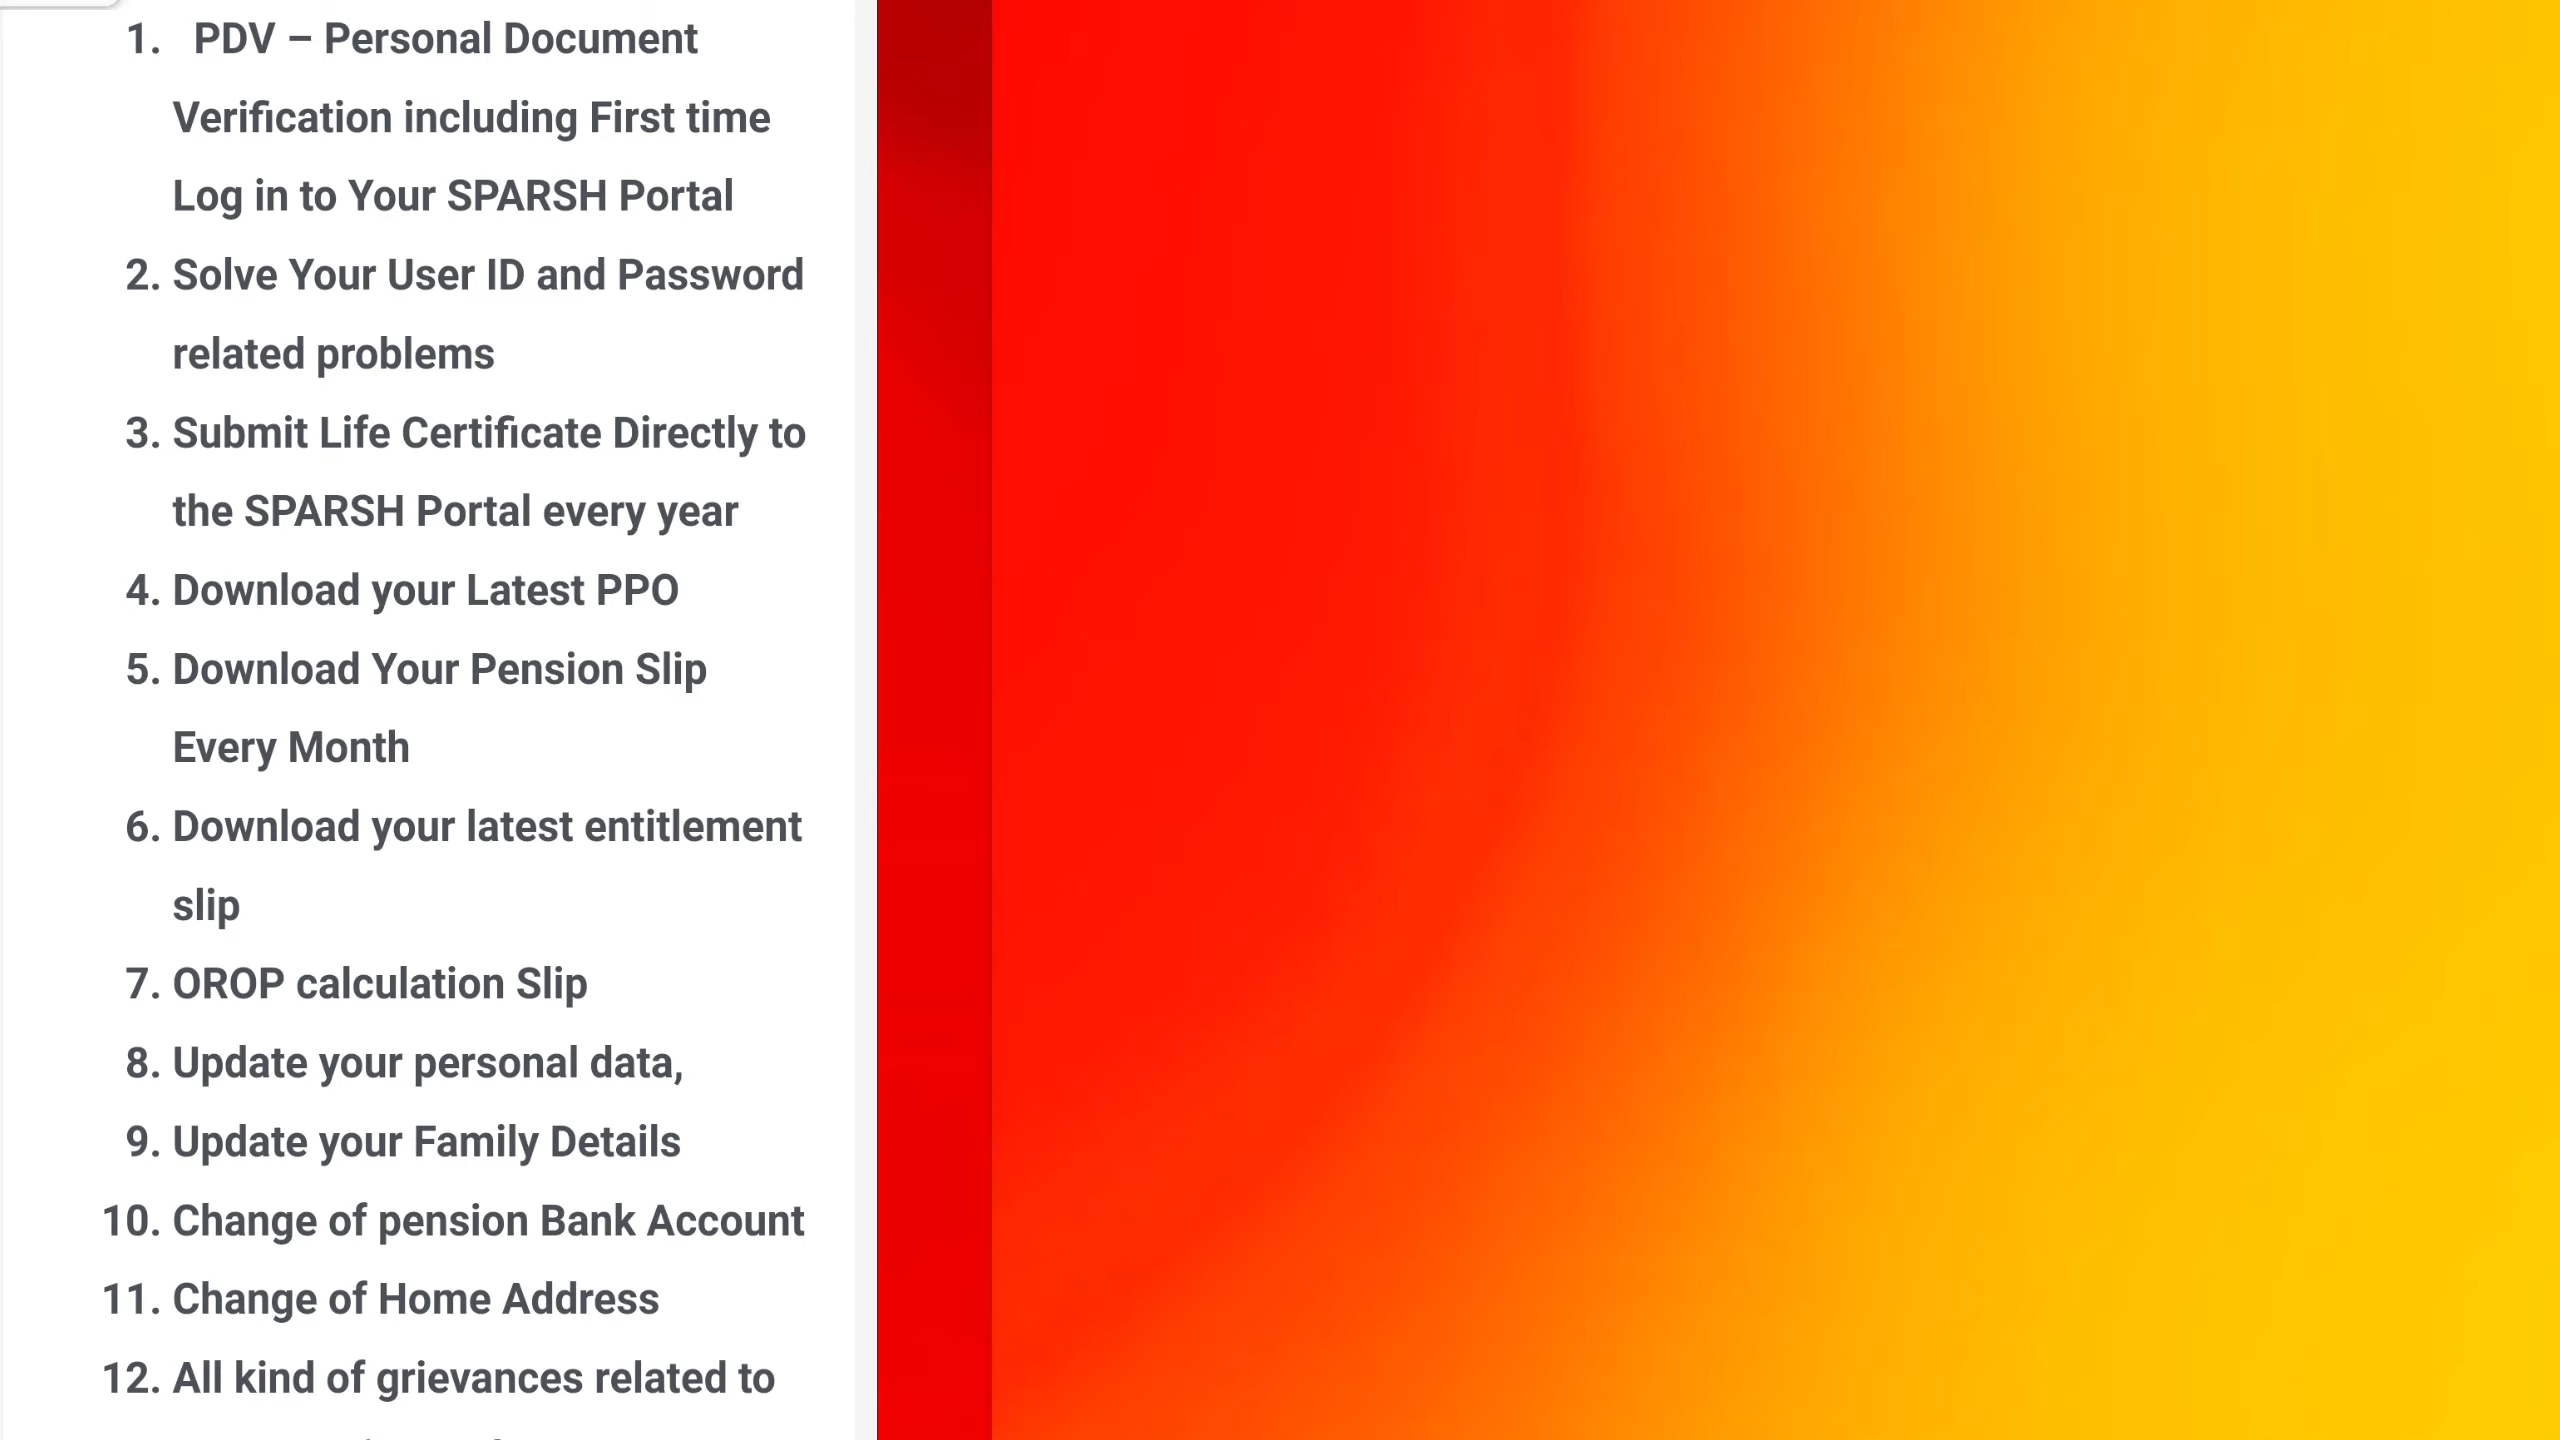 1. PDV – Personal Document
Verification including First time
Log in to Your SPARSH Portal
2. Solve Your User ID and Password
related problems
3. Submit Life Certificate Directly to
the SPARSH Portal every year
4. Download your Latest PPO
5. Download Your Pension Slip
Every Month
6. Download your latest entitlement
slip
7. OROP calculation Slip
8. Update your personal data,
9. Update your Family Details
10. Change of pension Bank Account
11. Change of Home Address
12. All kind of grievances related to